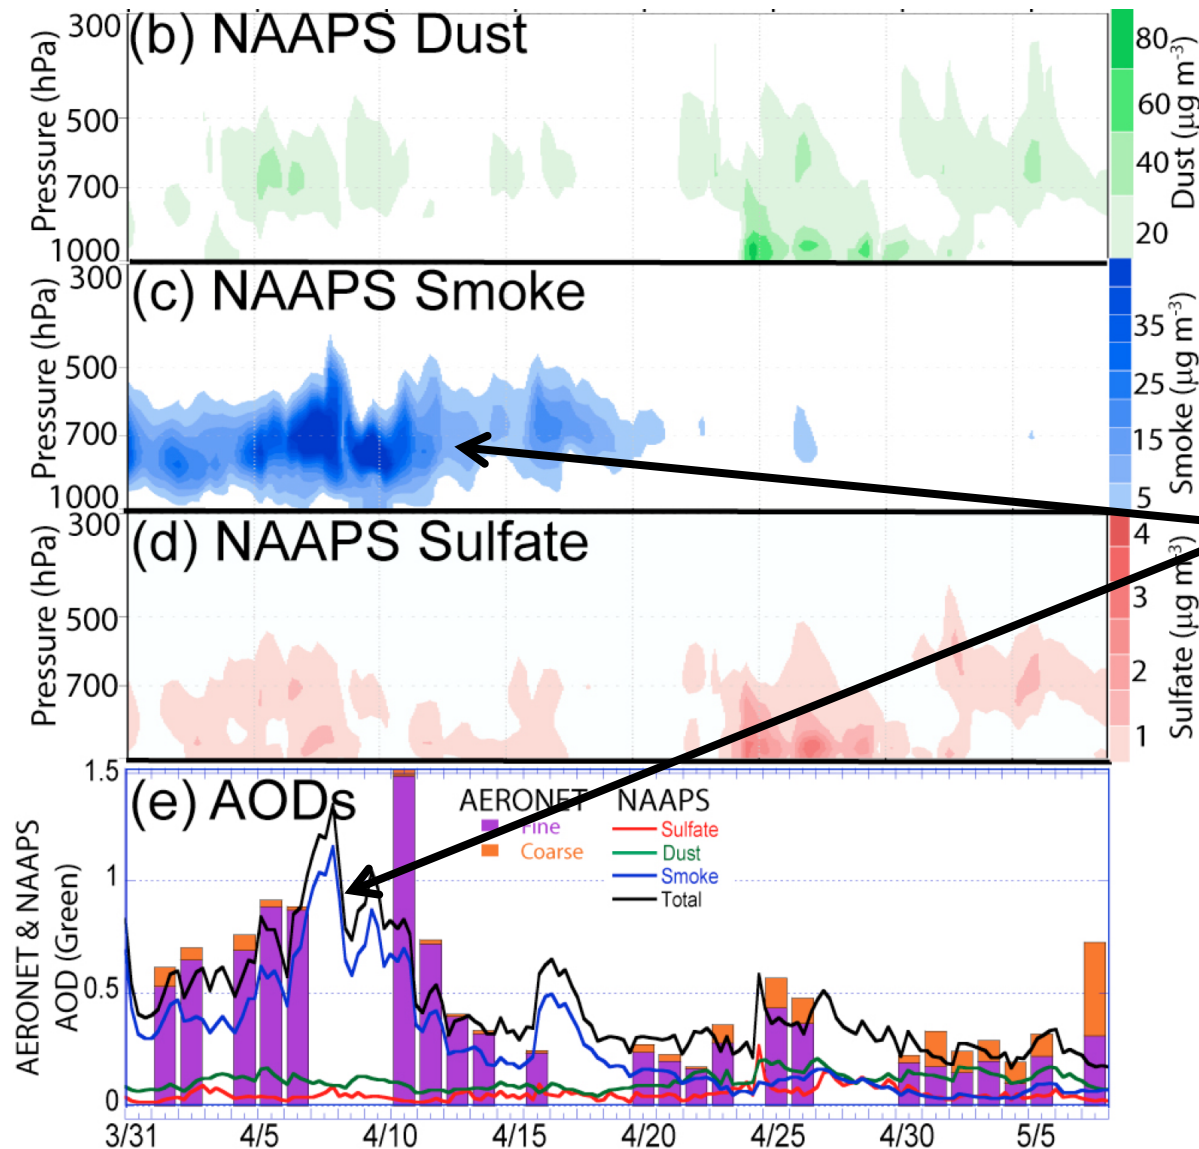 (b) NAAPS Dust
Pressure (hPa)
300
500
700
1000
80
60
40
20
Dust (μg m⁻³)
(c) NAAPS Smoke
Pressure (hPa)
300
500
700
1000
35
25
15
5
Smoke (μg m⁻³)
(d) NAAPS Sulfate
Pressure (hPa)
300
500
700
4
3
2
1
Sulfate (μg m⁻³)
(e) AODs
AERONET & NAAPS
AOD (Green)
1.5
1
0.5
0
AERONET
Fine
Coarse
NAAPS
Sulfate
Dust
Smoke
Total
3/31 4/5 4/10 4/15 4/20 4/25 4/30 5/5